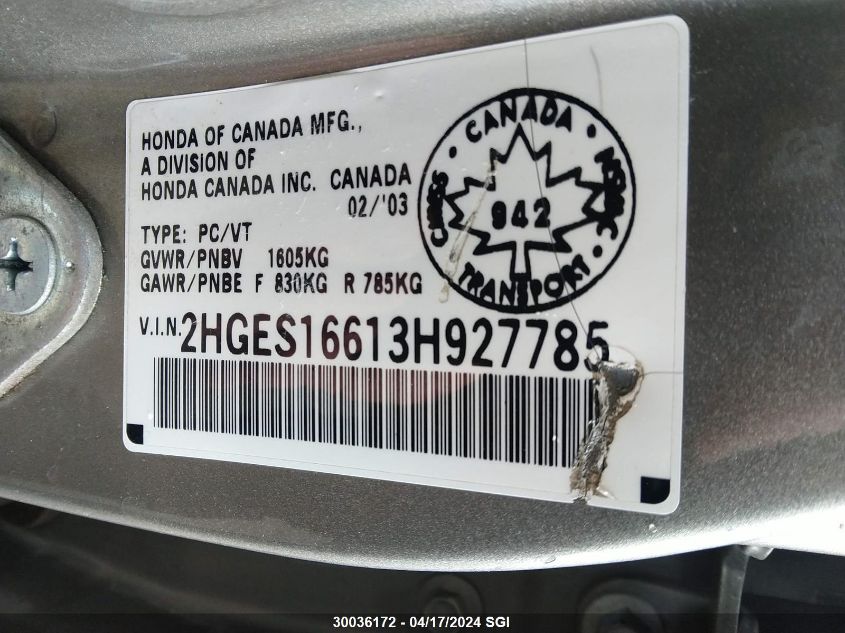 HONDA OF CANADA MFG.,
A DIVISION OF
HONDA CANADA INC. CANADA
02/'03
TYPE: PC/VT
GVWR/PNBV 1605KG
GAWR/PNBE F 830KG R 785KG
V.I.N. 2HGES16613H927785
· CANADA ·
942
TRANSPORT
30036172 - 04/17/2024 SGI